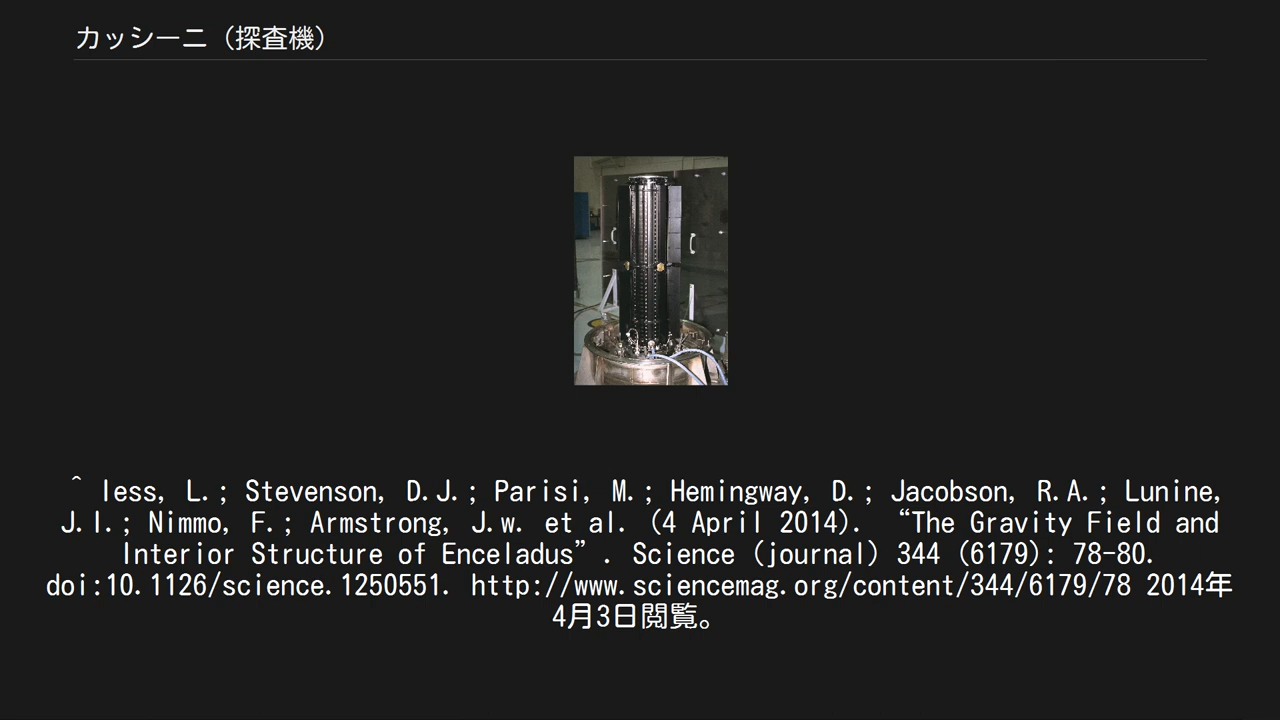 カッシーニ（探査機）
^ Iess, L.; Stevenson, D.J.; Parisi, M.; Hemingway, D.; Jacobson, R.A.; Lunine,
J.I.; Nimmo, F.; Armstrong, J.w. et al. (4 April 2014). “The Gravity Field and
Interior Structure of Enceladus”. Science (journal) 344 (6179): 78-80.
doi:10.1126/science.1250551. http://www.sciencemag.org/content/344/6179/78 2014年
4月3日閲覧。